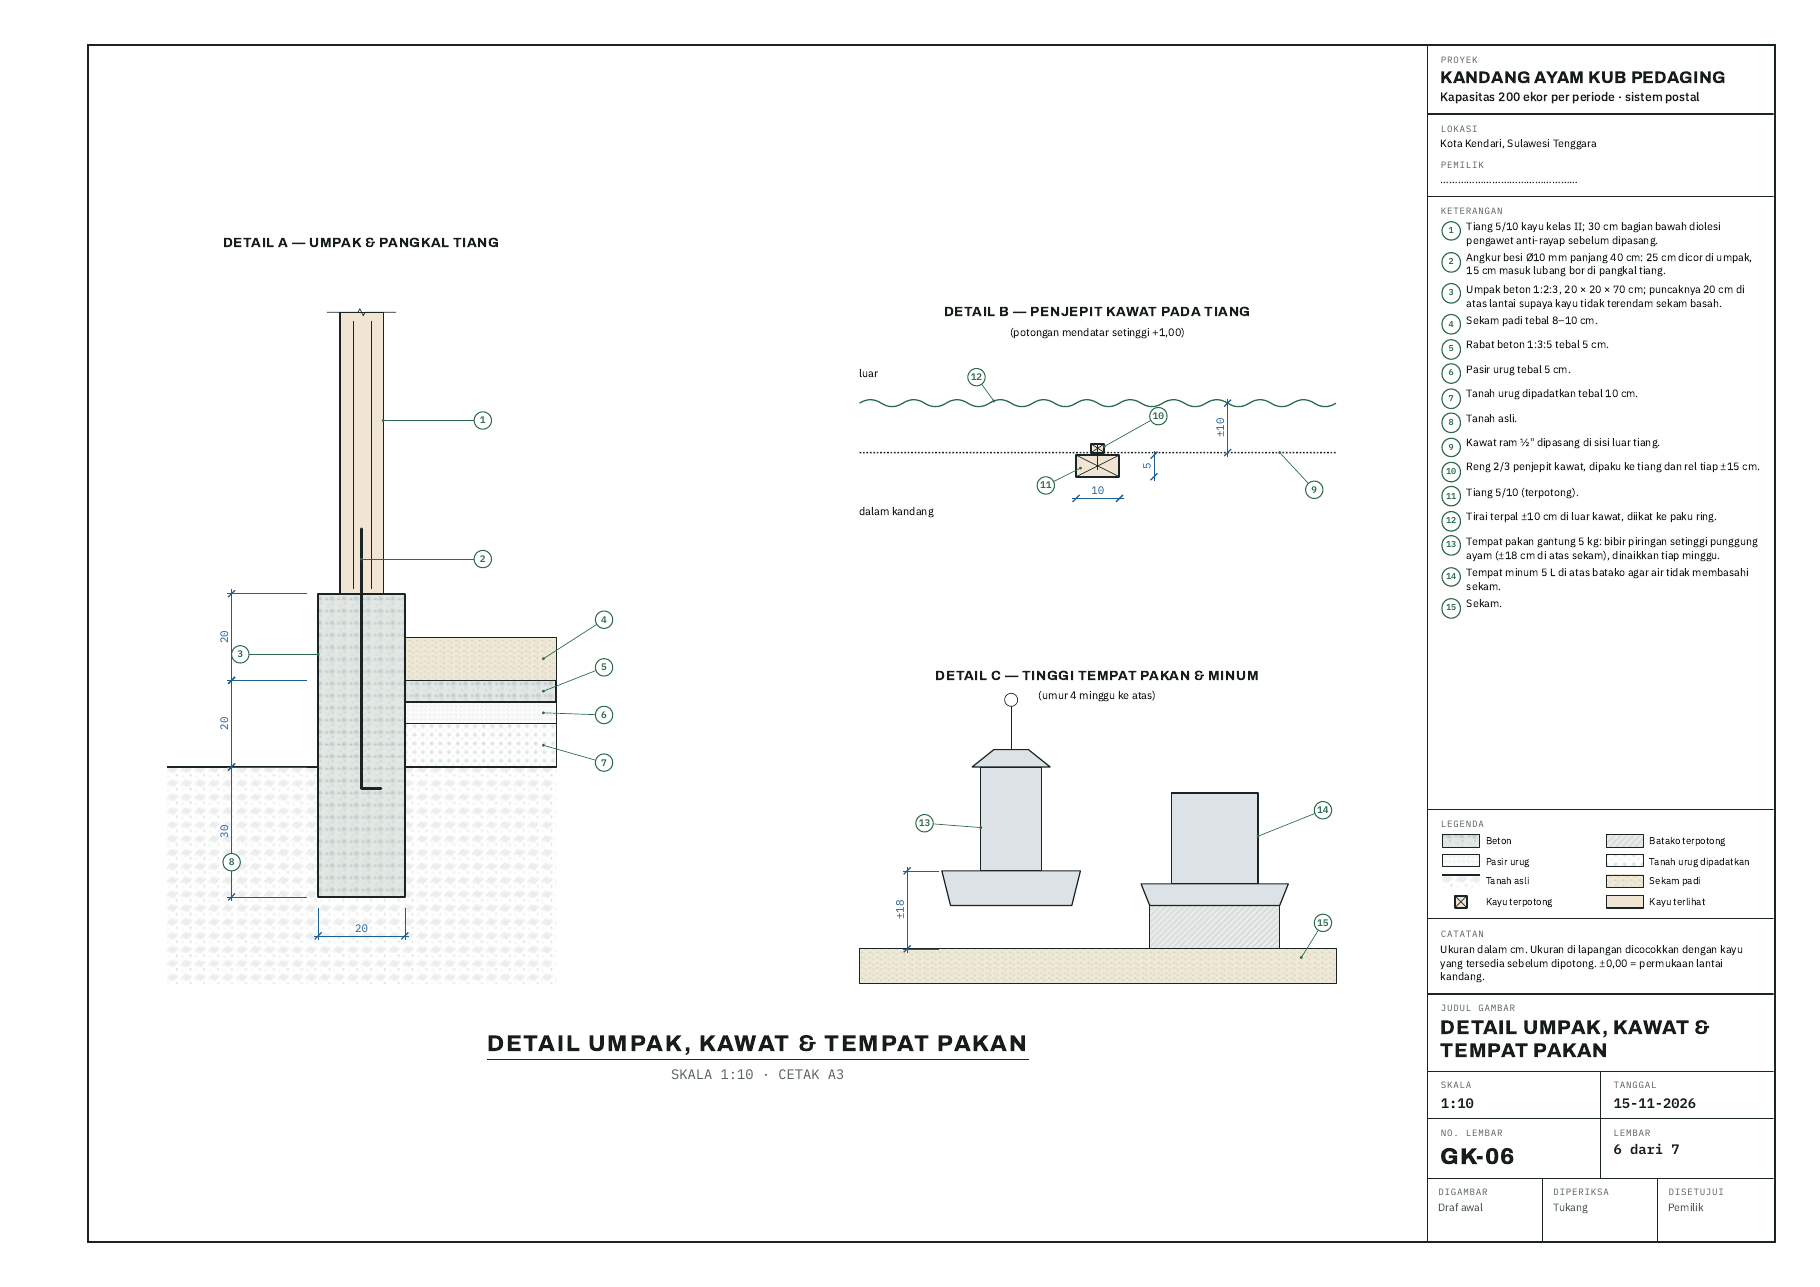 DETAIL A — UMPAK & PANGKAL TIANG
1
2
20
3
4
5
20
6
7
30
8
20
DETAIL B — PENJEPIT KAWAT PADA TIANG
(potongan mendatar setinggi +1,00)
luar
12
10
±10
5
11
10
9
dalam kandang
DETAIL C — TINGGI TEMPAT PAKAN & MINUM
(umur 4 minggu ke atas)
13
14
±18
15
DETAIL UMPAK, KAWAT & TEMPAT PAKAN
SKALA 1:10 · CETAK A3
PROYEK
KANDANG AYAM KUB PEDAGING
Kapasitas 200 ekor per periode · sistem postal
LOKASI
Kota Kendari, Sulawesi Tenggara
PEMILIK
................................................
KETERANGAN
1 Tiang 5/10 kayu kelas II; 30 cm bagian bawah diolesi
pengawet anti-rayap sebelum dipasang.
2 Angkur besi Ø10 mm panjang 40 cm: 25 cm dicor di umpak,
15 cm masuk lubang bor di pangkal tiang.
3 Umpak beton 1:2:3, 20 × 20 × 70 cm; puncaknya 20 cm di
atas lantai supaya kayu tidak terendam sekam basah.
4 Sekam padi tebal 8–10 cm.
5 Rabat beton 1:3:5 tebal 5 cm.
6 Pasir urug tebal 5 cm.
7 Tanah urug dipadatkan tebal 10 cm.
8 Tanah asli.
9 Kawat ram ½" dipasang di sisi luar tiang.
10 Reng 2/3 penjepit kawat, dipaku ke tiang dan rel tiap ±15 cm.
11 Tiang 5/10 (terpotong).
12 Tirai terpal ±10 cm di luar kawat, diikat ke paku ring.
13 Tempat pakan gantung 5 kg: bibir piringan setinggi punggung
ayam (±18 cm di atas sekam), dinaikkan tiap minggu.
14 Tempat minum 5 L di atas batako agar air tidak membasahi
sekam.
15 Sekam.
LEGENDA
Beton
Batako terpotong
Pasir urug
Tanah urug dipadatkan
Tanah asli
Sekam padi
Kayu terpotong
Kayu terlihat
CATATAN
Ukuran dalam cm. Ukuran di lapangan dicocokkan dengan kayu
yang tersedia sebelum dipotong. ±0,00 = permukaan lantai
kandang.
JUDUL GAMBAR
DETAIL UMPAK, KAWAT &
TEMPAT PAKAN
SKALA
1:10
TANGGAL
15-11-2026
NO. LEMBAR
GK-06
LEMBAR
6 dari 7
DIGAMBAR
Draf awal
DIPERIKSA
Tukang
DISETUJUI
Pemilik